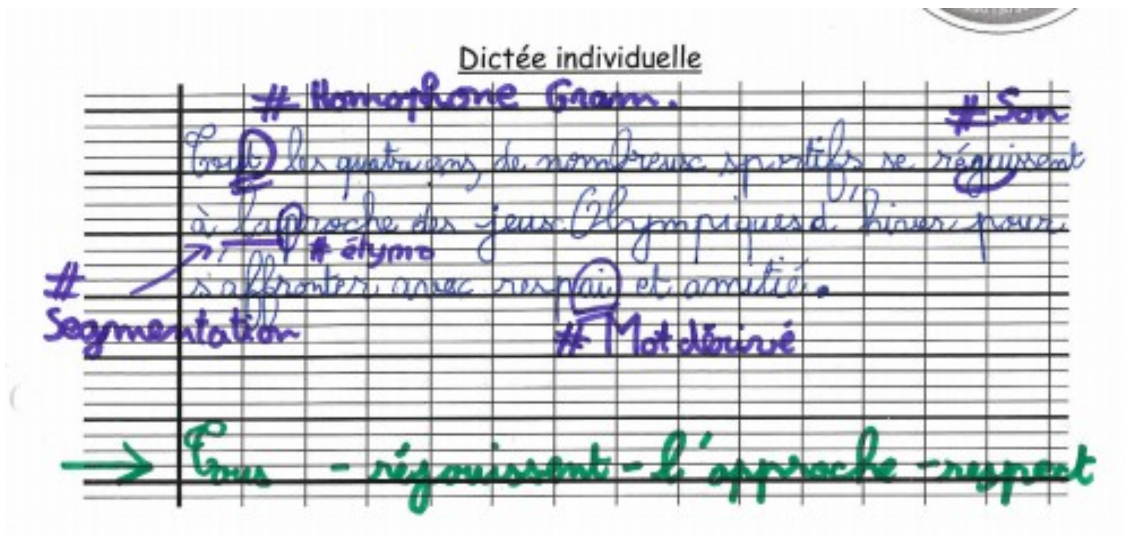 Dictée individuelle
# Homophone Gram.
# Son
Tout les quatre ans, de nombreux sportifs se réguissent
à laproche des jeux Olympiques d'hiver pour
# étymo
s'affronter avec respai et amitié.
# Segmentation
# Mot dérivé
→ Tous - réjouissent - l'approche - respect